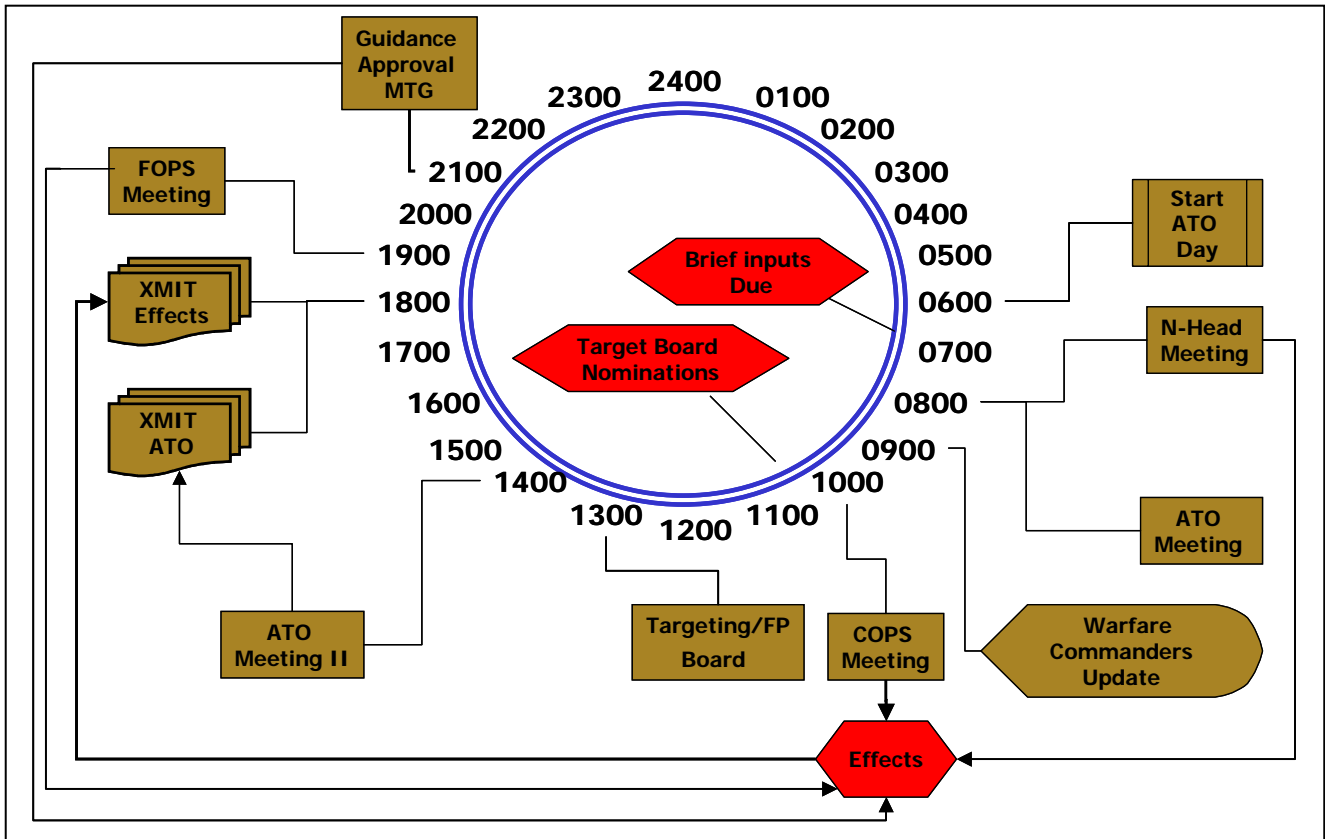 Guidance
Approval
MTG
2400
2300
0100
2200
0200
2100
0300
2000
0400
1900
0500
1800
0600
1700
0700
1600
0800
1500
0900
1400
1000
1300
1100
1200
FOPS
Meeting
XMIT
Effects
XMIT
ATO
Brief inputs
Due
Target Board
Nominations
Start
ATO
Day
N-Head
Meeting
ATO
Meeting
ATO
Meeting II
Targeting/FP
Board
COPS
Meeting
Warfare
Commanders
Update
Effects